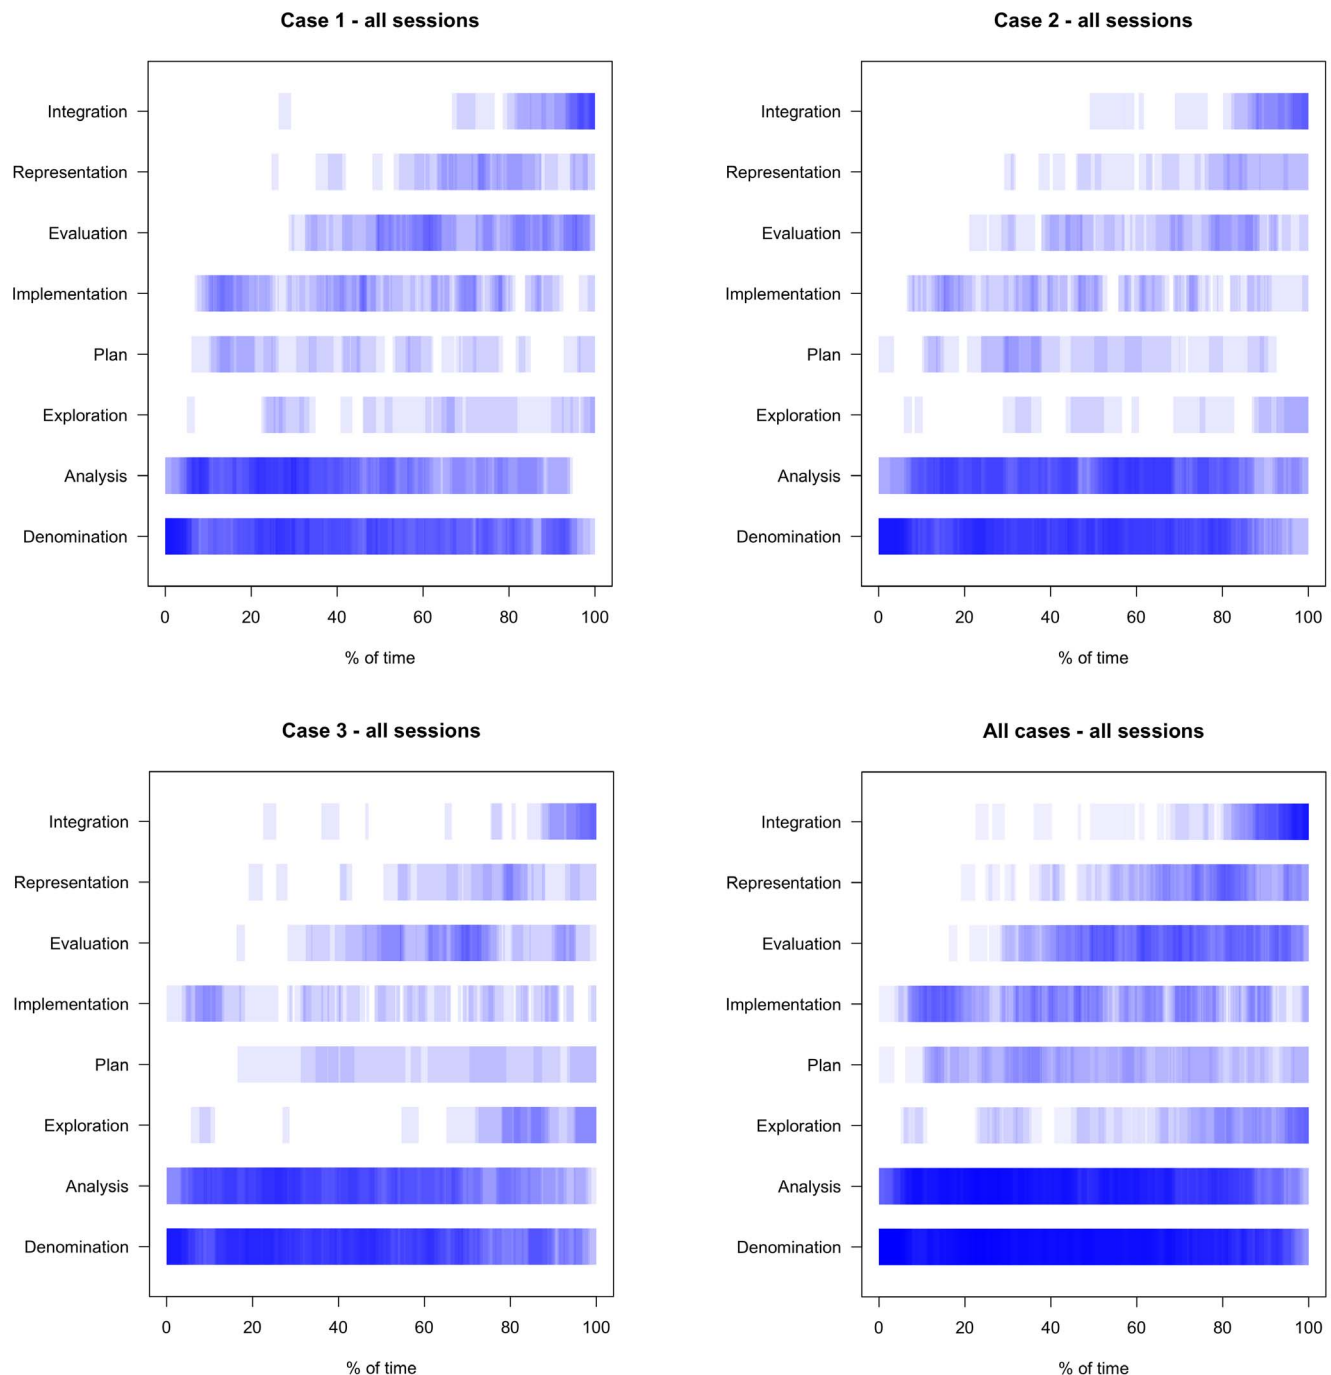 Case 1 - all sessions
Integration
Representation
Evaluation
Implementation
Plan
Exploration
Analysis
Denomination
0 20 40 60 80 100
% of time
Case 2 - all sessions
Integration
Representation
Evaluation
Implementation
Plan
Exploration
Analysis
Denomination
0 20 40 60 80 100
% of time
Case 3 - all sessions
Integration
Representation
Evaluation
Implementation
Plan
Exploration
Analysis
Denomination
0 20 40 60 80 100
% of time
All cases - all sessions
Integration
Representation
Evaluation
Implementation
Plan
Exploration
Analysis
Denomination
0 20 40 60 80 100
% of time